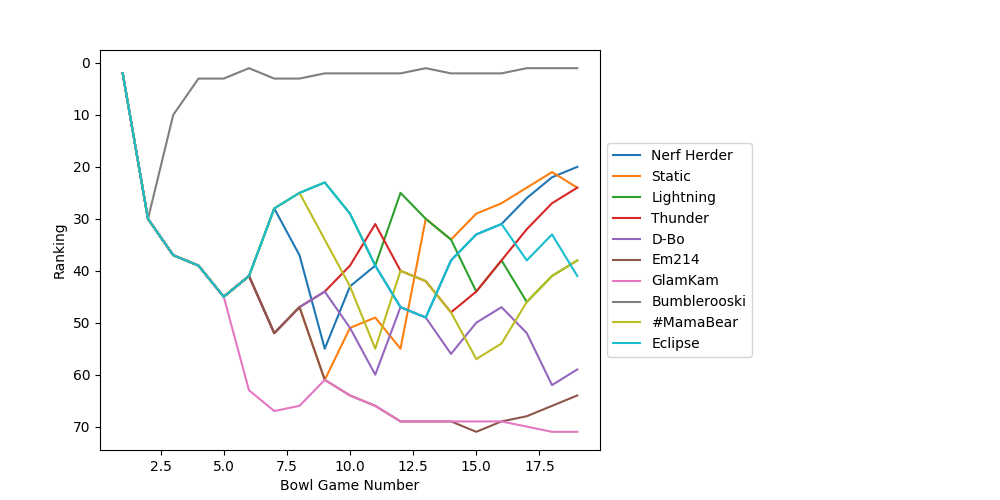 0
10
20
30
40
50
60
70
Ranking
2.5 5.0 7.5 10.0 12.5 15.0 17.5
Bowl Game Number
Nerf Herder
Static
Lightning
Thunder
D-Bo
Em214
GlamKam
Bumblerooski
#MamaBear
Eclipse